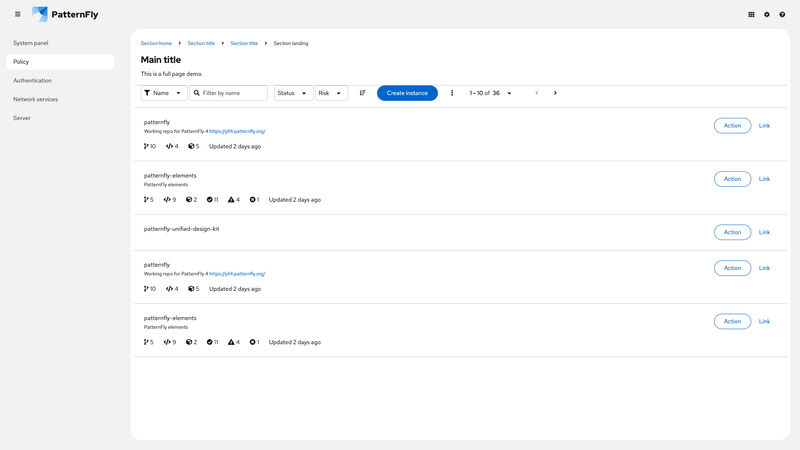 PatternFly
System panel
Policy
Authentication
Network services
Server
Section home Section title Section title Section landing
Main title
This is a full page demo.
Name Filter by name Status Risk Create instance 1 - 10 of 36
patternfly
Working repo for PatternFly 4 https://pf4.patternfly.org/
10 4 5 Updated 2 days ago
Action Link
patternfly-elements
PatternFly elements
5 9 2 11 4 1 Updated 2 days ago
Action Link
patternfly-unified-design-kit
Action Link
patternfly
Working repo for PatternFly 4 https://pf4.patternfly.org/
10 4 5 Updated 2 days ago
Action Link
patternfly-elements
PatternFly elements
5 9 2 11 4 1 Updated 2 days ago
Action Link